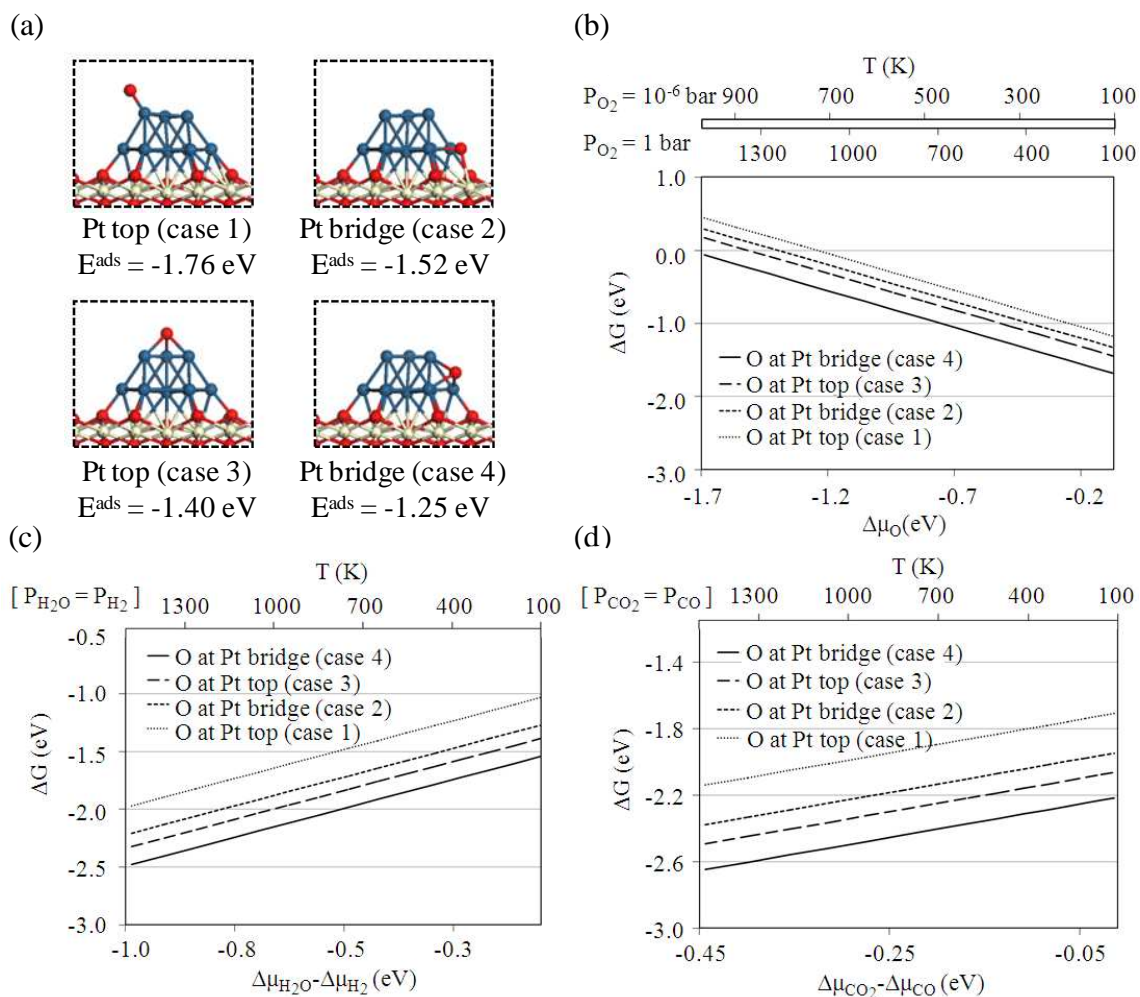 (a)
Pt top (case 1)
E^ads = -1.76 eV
Pt bridge (case 2)
E^ads = -1.52 eV
Pt top (case 3)
E^ads = -1.40 eV
Pt bridge (case 4)
E^ads = -1.25 eV
(b)
T (K)
P_O₂ = 10⁻⁶ bar 900 700 500 300 100
P_O₂ = 1 bar
1300 1000 700 400 100
1.0
0.0
-1.0
-2.0
-3.0
ΔG (eV)
O at Pt bridge (case 4)
O at Pt top (case 3)
O at Pt bridge (case 2)
O at Pt top (case 1)
-1.7 -1.2 -0.7 -0.2
Δμ_O(eV)
(c)
T (K)
[ P_H₂O = P_H₂ ] 1300 1000 700 400 100
-0.5
-1.0
-1.5
-2.0
-2.5
-3.0
ΔG (eV)
O at Pt bridge (case 4)
O at Pt top (case 3)
O at Pt bridge (case 2)
O at Pt top (case 1)
-1.0 -0.8 -0.5 -0.3
Δμ_H₂O-Δμ_H₂ (eV)
(d)
T (K)
[ P_CO₂ = P_CO ] 1300 1000 700 400 100
-1.4
-1.8
-2.2
-2.6
-3.0
ΔG (eV)
O at Pt bridge (case 4)
O at Pt top (case 3)
O at Pt bridge (case 2)
O at Pt top (case 1)
-0.45 -0.25 -0.05
Δμ_CO₂-Δμ_CO (eV)